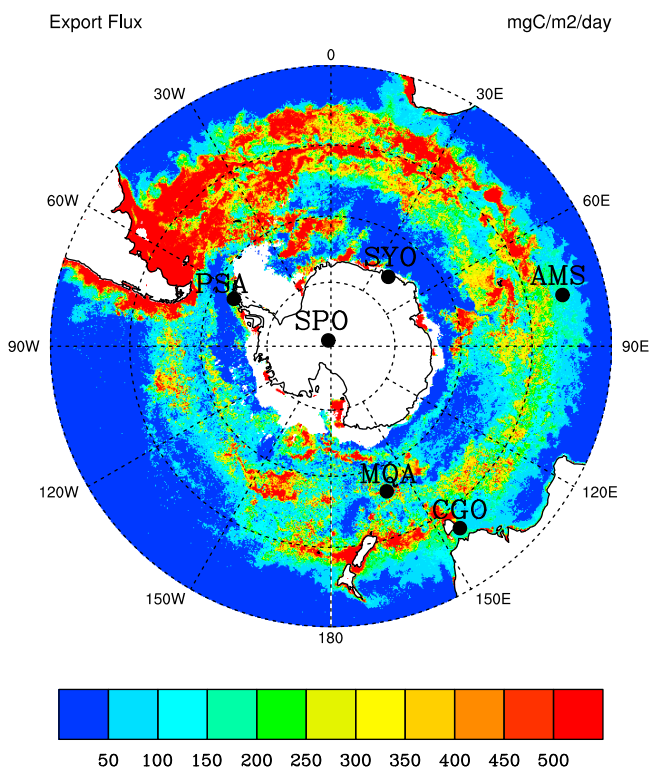 Export Flux mgC/m2/day
0
30W 30E
60W 60E
SYO
PSA AMS
SPO
90W 90E
MQA
120W 120E
CGO
150W 150E
180
50 100 150 200 250 300 350 400 450 500